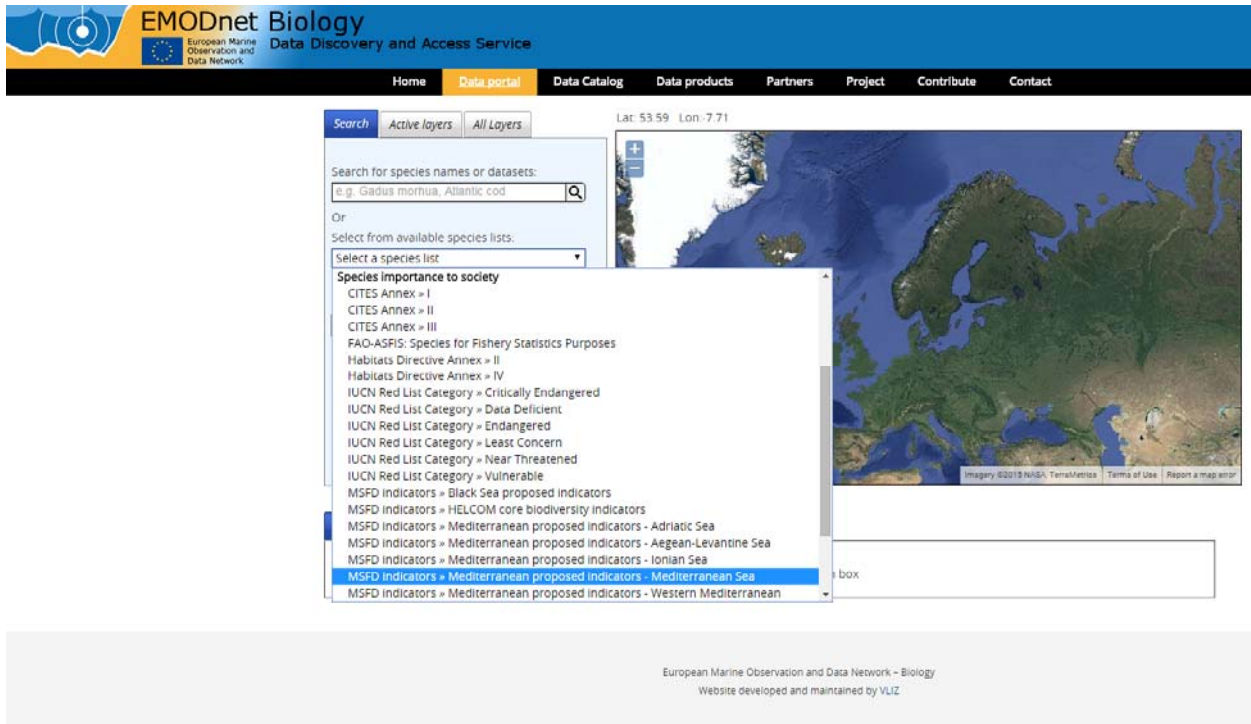 EMODnet Biology
European Marine
Observation and
Data Network
Data Discovery and Access Service
Home Data portal Data Catalog Data products Partners Project Contribute Contact
Search Active layers All Layers
Lat: 53.59 Lon:-7.71
+
−
Search for species names or datasets:
e.g. Gadus morhua, Atlantic cod
Or
Select from available species lists:
Select a species list
Species importance to society
CITES Annex » I
CITES Annex » II
CITES Annex » III
FAO-ASFIS: Species for Fishery Statistics Purposes
Habitats Directive Annex » II
Habitats Directive Annex » IV
IUCN Red List Category » Critically Endangered
IUCN Red List Category » Data Deficient
IUCN Red List Category » Endangered
IUCN Red List Category » Least Concern
IUCN Red List Category » Near Threatened
IUCN Red List Category » Vulnerable
MSFD indicators » Black Sea proposed indicators
MSFD indicators » HELCOM core biodiversity indicators
MSFD indicators » Mediterranean proposed indicators - Adriatic Sea
MSFD indicators » Mediterranean proposed indicators - Aegean-Levantine Sea
MSFD indicators » Mediterranean proposed indicators - Ionian Sea
MSFD indicators » Mediterranean proposed indicators - Mediterranean Sea
MSFD indicators » Mediterranean proposed indicators - Western Mediterranean
Imagery ©2015 NASA, TerraMetrics Terms of Use Report a map error
box
European Marine Observation and Data Network – Biology
Website developed and maintained by VLIZ